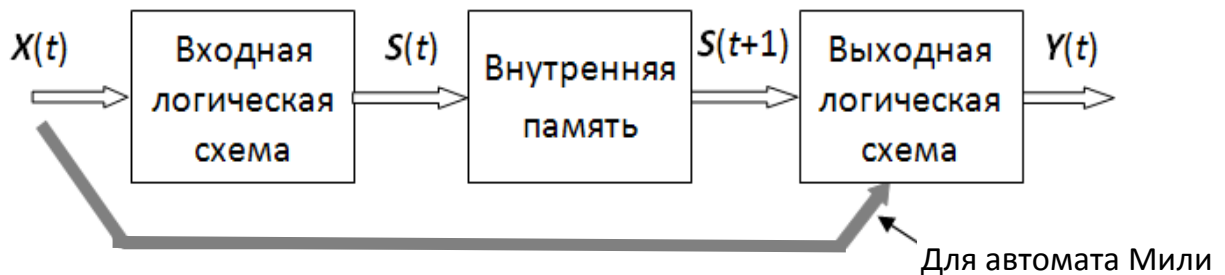 X(t)
Входная
логическая
схема
S(t)
Внутренняя
память
S(t+1)
Выходная
логическая
схема
Y(t)
Для автомата Мили